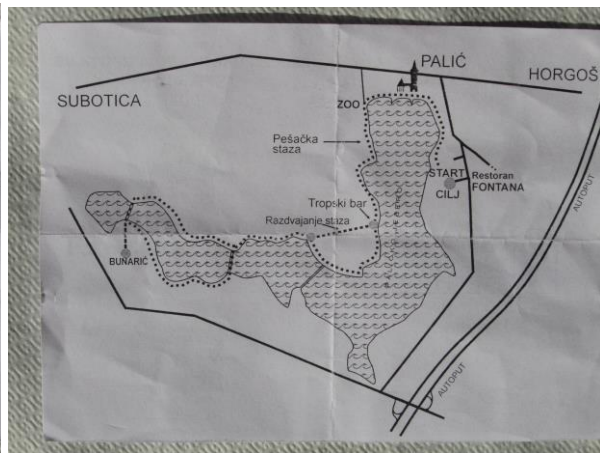 PALIĆ
HORGOŠ
SUBOTICA
ZOO
Pešačka
staza
START
CILJ
Restoran
FONTANA
Tropski bar
Razdvajanje staza
BUNARIĆ
AUTOPUT
AUTOPUT